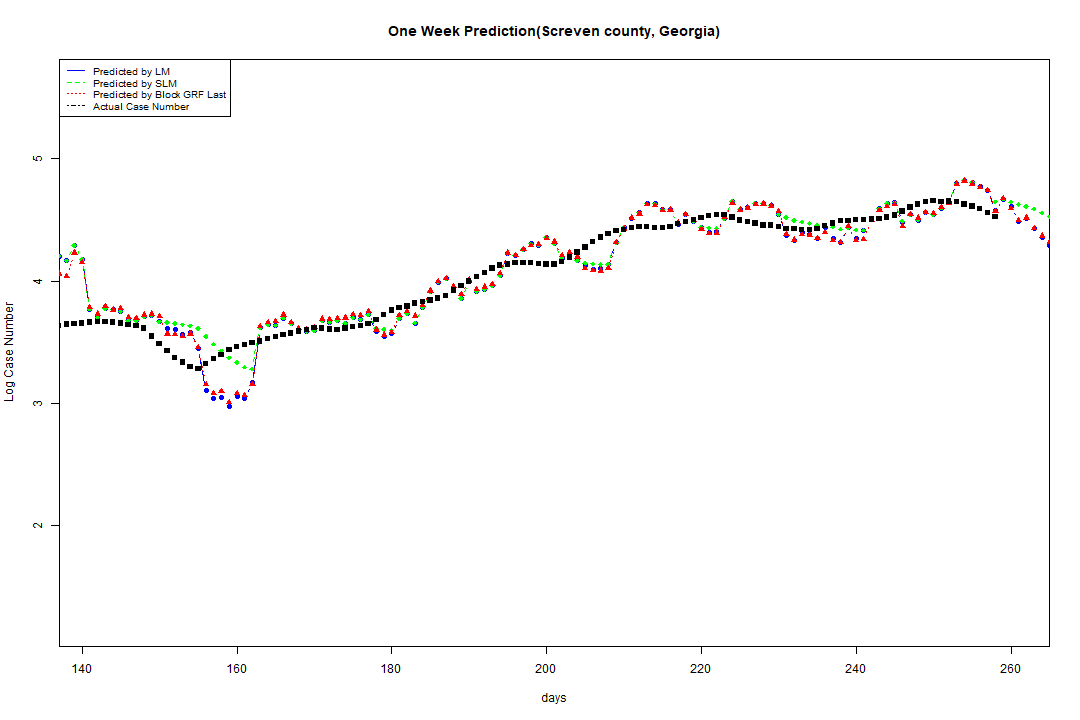 One Week Prediction(Screven county, Georgia)
Predicted by LM
Predicted by SLM
Predicted by Block GRF Last
Actual Case Number
5
4
3
2
Log Case Number
140 160 180 200 220 240 260
days